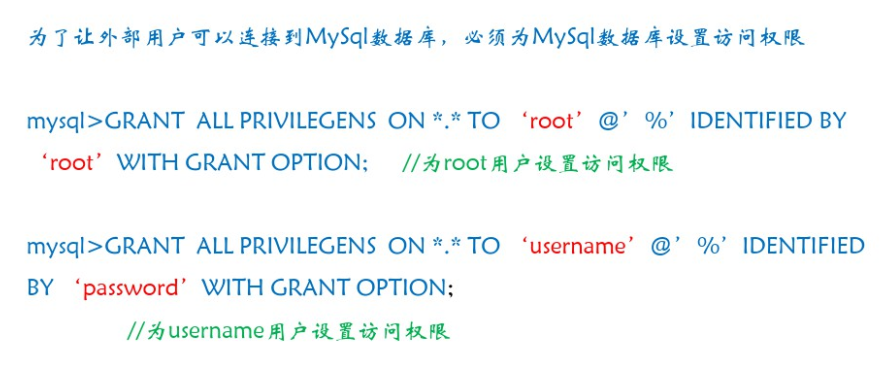 为了让外部用户可以连接到MySql数据库，必须为MySql数据库设置访问权限
mysql>GRANT ALL PRIVILEGENS ON *.* TO ‘root’ @’ %’ IDENTIFIED BY
‘root’ WITH GRANT OPTION; //为root用户设置访问权限
mysql>GRANT ALL PRIVILEGENS ON *.* TO ‘username’ @’ %’ IDENTIFIED
BY ‘password’ WITH GRANT OPTION;
//为username用户设置访问权限